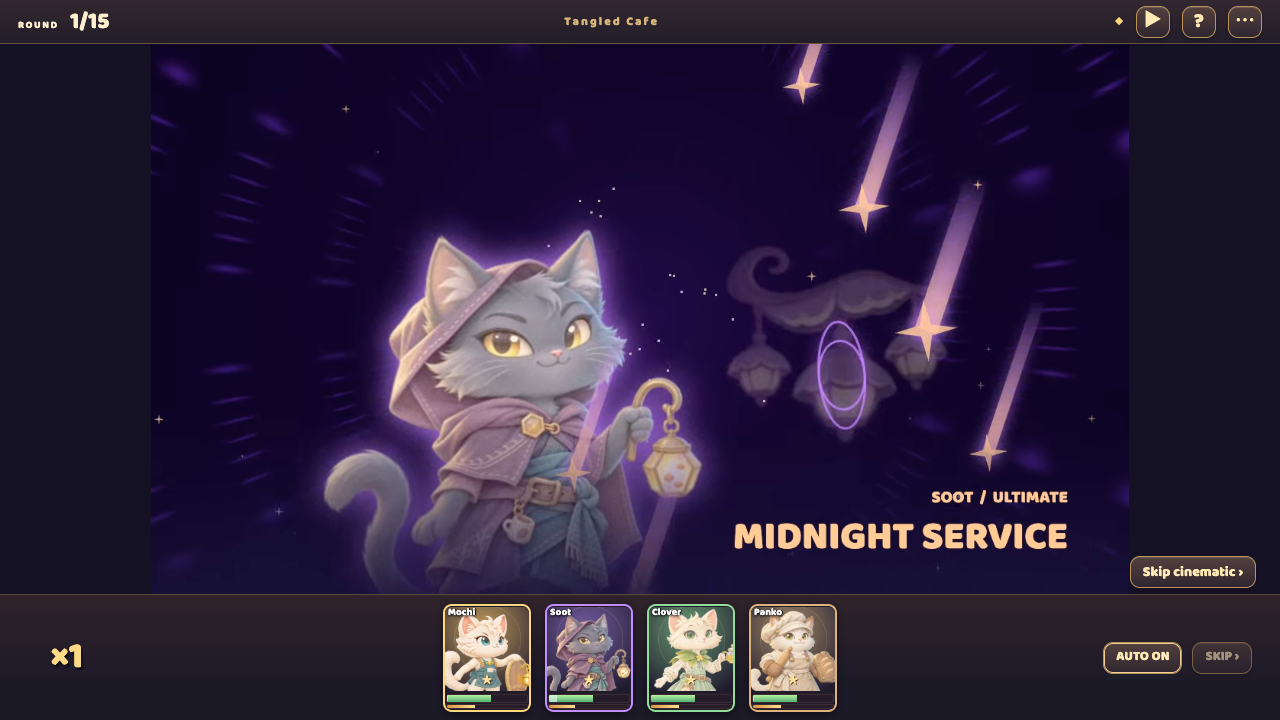 ROUND 1/15
Tangled Cafe
?
SOOT / ULTIMATE
MIDNIGHT SERVICE
Skip cinematic ›
×1
Mochi
Soot
Clover
Panko
AUTO ON
SKIP ›